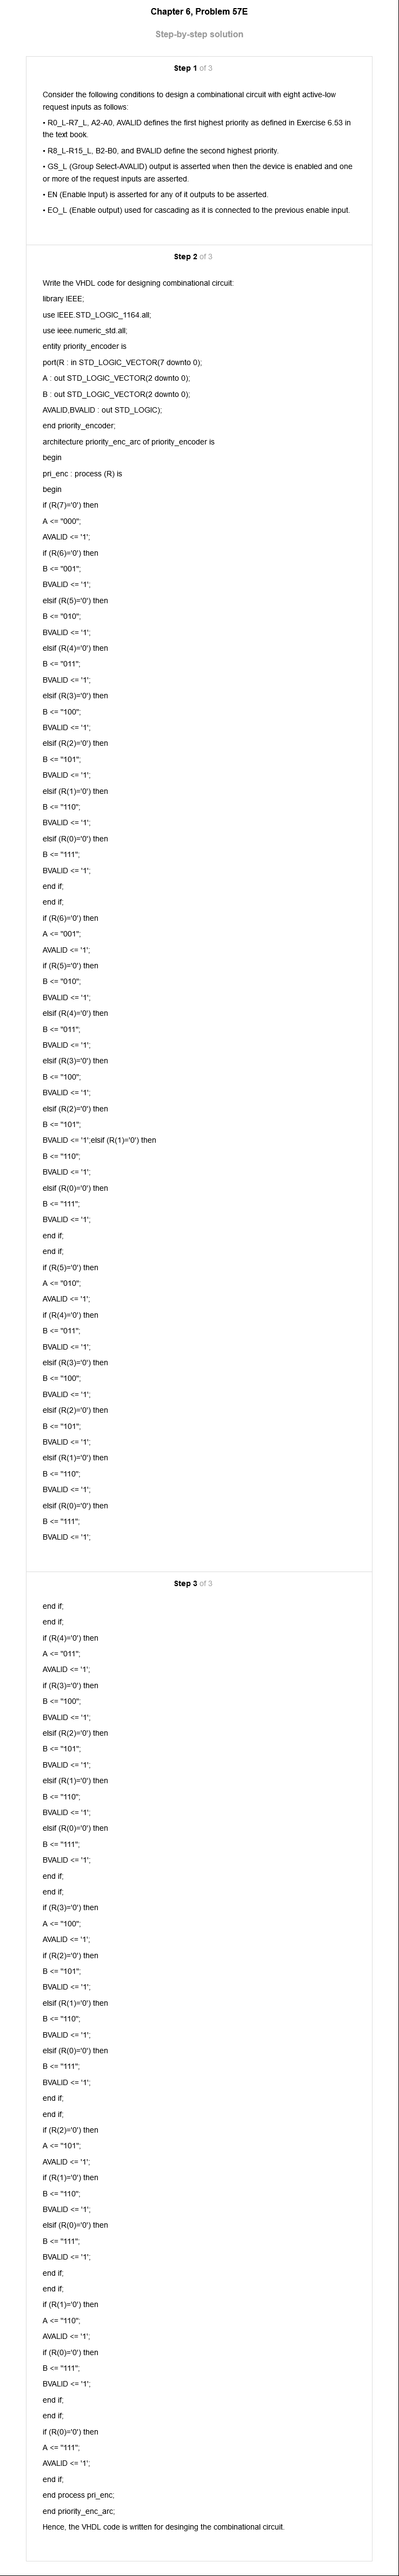 Chapter 6, Problem 57E
Step-by-step solution
Step 1 of 3
Consider the following conditions to design a combinational circuit with eight active-low
request inputs as follows:
• R0_L-R7_L, A2-A0, AVALID defines the first highest priority as defined in Exercise 6.53 in
the text book.
• R8_L-R15_L, B2-B0, and BVALID define the second highest priority.
• GS_L (Group Select-AVALID) output is asserted when then the device is enabled and one
or more of the request inputs are asserted.
• EN (Enable Input) is asserted for any of it outputs to be asserted.
• EO_L (Enable output) used for cascading as it is connected to the previous enable input.
Step 2 of 3
Write the VHDL code for designing combinational circuit:
library IEEE;
use IEEE.STD_LOGIC_1164.all;
use ieee.numeric_std.all;
entity priority_encoder is
port(R : in STD_LOGIC_VECTOR(7 downto 0);
A : out STD_LOGIC_VECTOR(2 downto 0);
B : out STD_LOGIC_VECTOR(2 downto 0);
AVALID,BVALID : out STD_LOGIC);
end priority_encoder;
architecture priority_enc_arc of priority_encoder is
begin
pri_enc : process (R) is
begin
if (R(7)='0') then
A <= "000";
AVALID <= '1';
if (R(6)='0') then
B <= "001";
BVALID <= '1';
elsif (R(5)='0') then
B <= "010";
BVALID <= '1';
elsif (R(4)='0') then
B <= "011";
BVALID <= '1';
elsif (R(3)='0') then
B <= "100";
BVALID <= '1';
elsif (R(2)='0') then
B <= "101";
BVALID <= '1';
elsif (R(1)='0') then
B <= "110";
BVALID <= '1';
elsif (R(0)='0') then
B <= "111";
BVALID <= '1';
end if;
end if;
if (R(6)='0') then
A <= "001";
AVALID <= '1';
if (R(5)='0') then
B <= "010";
BVALID <= '1';
elsif (R(4)='0') then
B <= "011";
BVALID <= '1';
elsif (R(3)='0') then
B <= "100";
BVALID <= '1';
elsif (R(2)='0') then
B <= "101";
BVALID <= '1';elsif (R(1)='0') then
B <= "110";
BVALID <= '1';
elsif (R(0)='0') then
B <= "111";
BVALID <= '1';
end if;
end if;
if (R(5)='0') then
A <= "010";
AVALID <= '1';
if (R(4)='0') then
B <= "011";
BVALID <= '1';
elsif (R(3)='0') then
B <= "100";
BVALID <= '1';
elsif (R(2)='0') then
B <= "101";
BVALID <= '1';
elsif (R(1)='0') then
B <= "110";
BVALID <= '1';
elsif (R(0)='0') then
B <= "111";
BVALID <= '1';
Step 3 of 3
end if;
end if;
if (R(4)='0') then
A <= "011";
AVALID <= '1';
if (R(3)='0') then
B <= "100";
BVALID <= '1';
elsif (R(2)='0') then
B <= "101";
BVALID <= '1';
elsif (R(1)='0') then
B <= "110";
BVALID <= '1';
elsif (R(0)='0') then
B <= "111";
BVALID <= '1';
end if;
end if;
if (R(3)='0') then
A <= "100";
AVALID <= '1';
if (R(2)='0') then
B <= "101";
BVALID <= '1';
elsif (R(1)='0') then
B <= "110";
BVALID <= '1';
elsif (R(0)='0') then
B <= "111";
BVALID <= '1';
end if;
end if;
if (R(2)='0') then
A <= "101";
AVALID <= '1';
if (R(1)='0') then
B <= "110";
BVALID <= '1';
elsif (R(0)='0') then
B <= "111";
BVALID <= '1';
end if;
end if;
if (R(1)='0') then
A <= "110";
AVALID <= '1';
if (R(0)='0') then
B <= "111";
BVALID <= '1';
end if;
end if;
if (R(0)='0') then
A <= "111";
AVALID <= '1';
end if;
end process pri_enc;
end priority_enc_arc;
Hence, the VHDL code is written for desinging the combinational circuit.